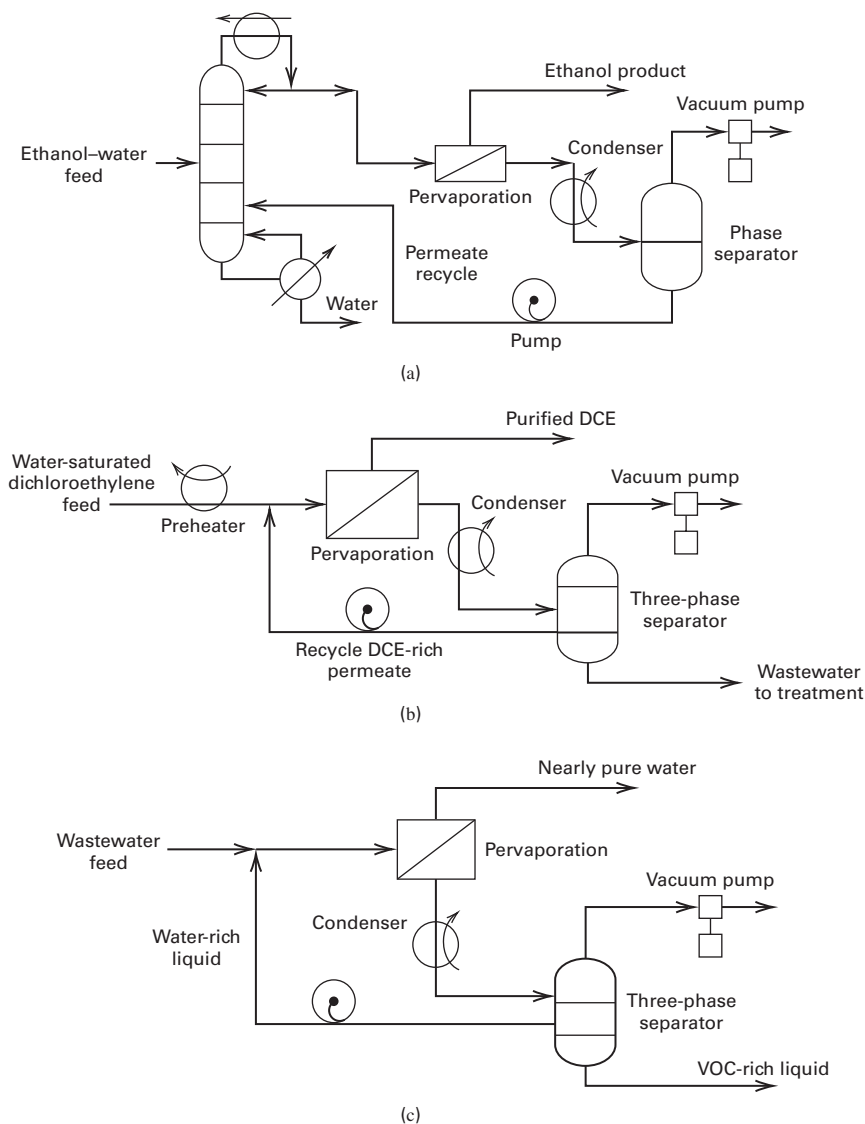 Ethanol product
Vacuum pump
Condenser
Ethanol–water
feed
Pervaporation
Permeate
recycle
Phase
separator
Water
Pump
(a)
Purified DCE
Water-saturated
dichloroethylene
feed
Vacuum pump
Condenser
Preheater
Pervaporation
Three-phase
separator
Recycle DCE-rich
permeate
Wastewater
to treatment
(b)
Nearly pure water
Wastewater
feed
Pervaporation
Vacuum pump
Condenser
Water-rich
liquid
Three-phase
separator
VOC-rich liquid
(c)